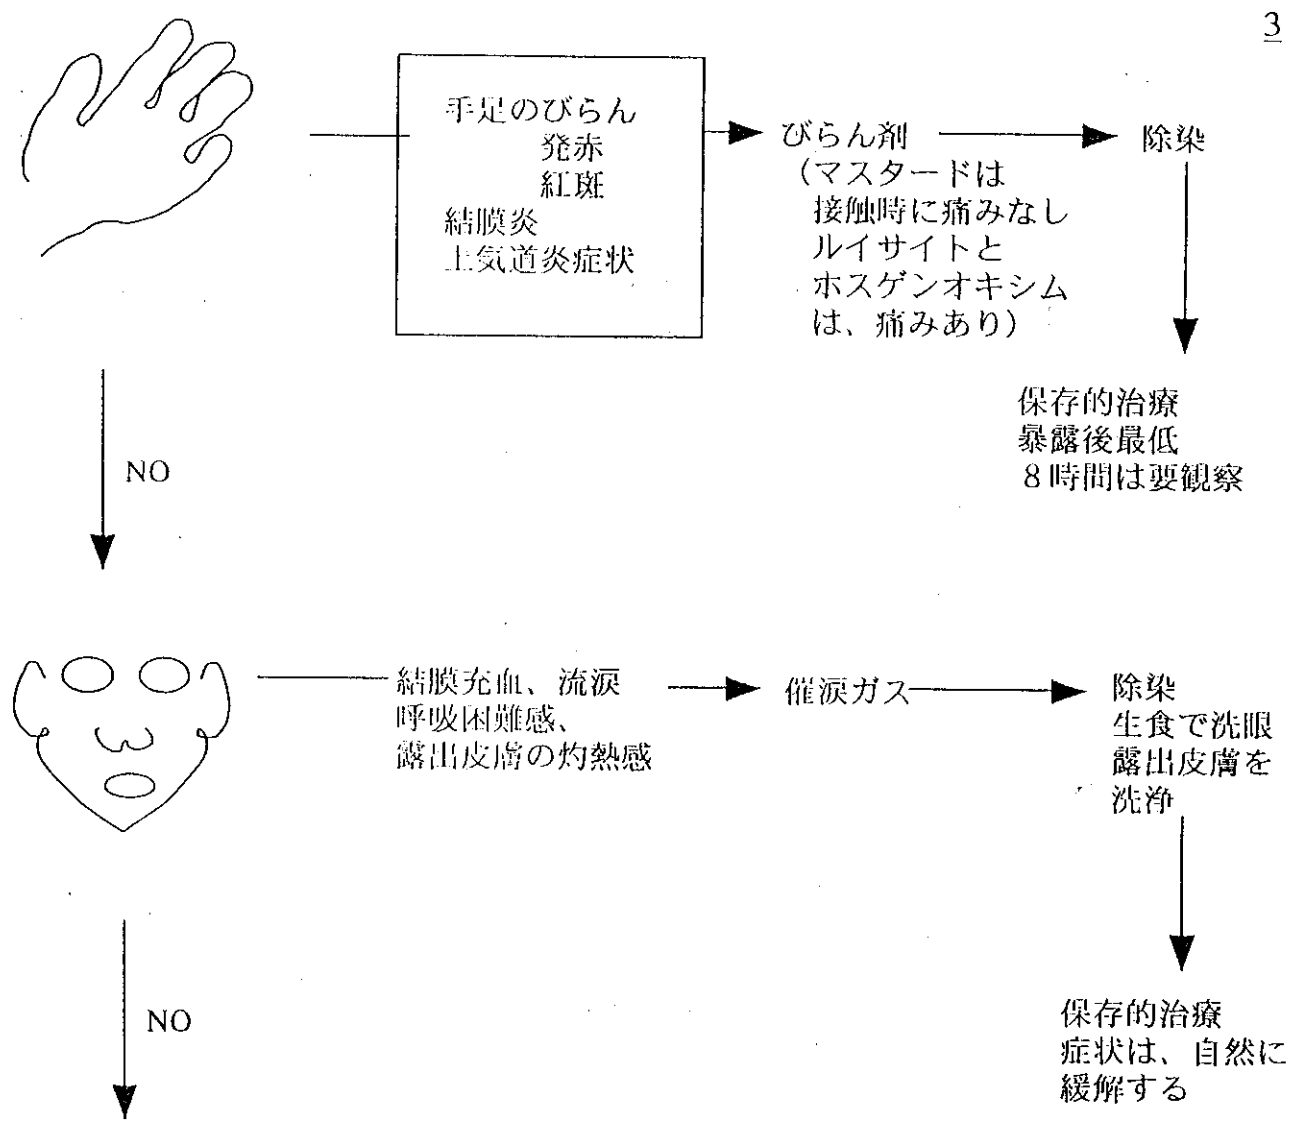 3
手足のびらん
発赤
紅斑
結膜炎
上気道炎症状
びらん剤
（マスタードは
接触時に痛みなし
ルイサイトと
ホスゲンオキシム
は、痛みあり）
除染
保存的治療
暴露後最低
８時間は要観察
NO
結膜充血、流涙
呼吸困難感、
露出皮膚の灼熱感
催涙ガス
除染
生食で洗眼
露出皮膚を
洗浄
保存的治療
症状は、自然に
緩解する
NO